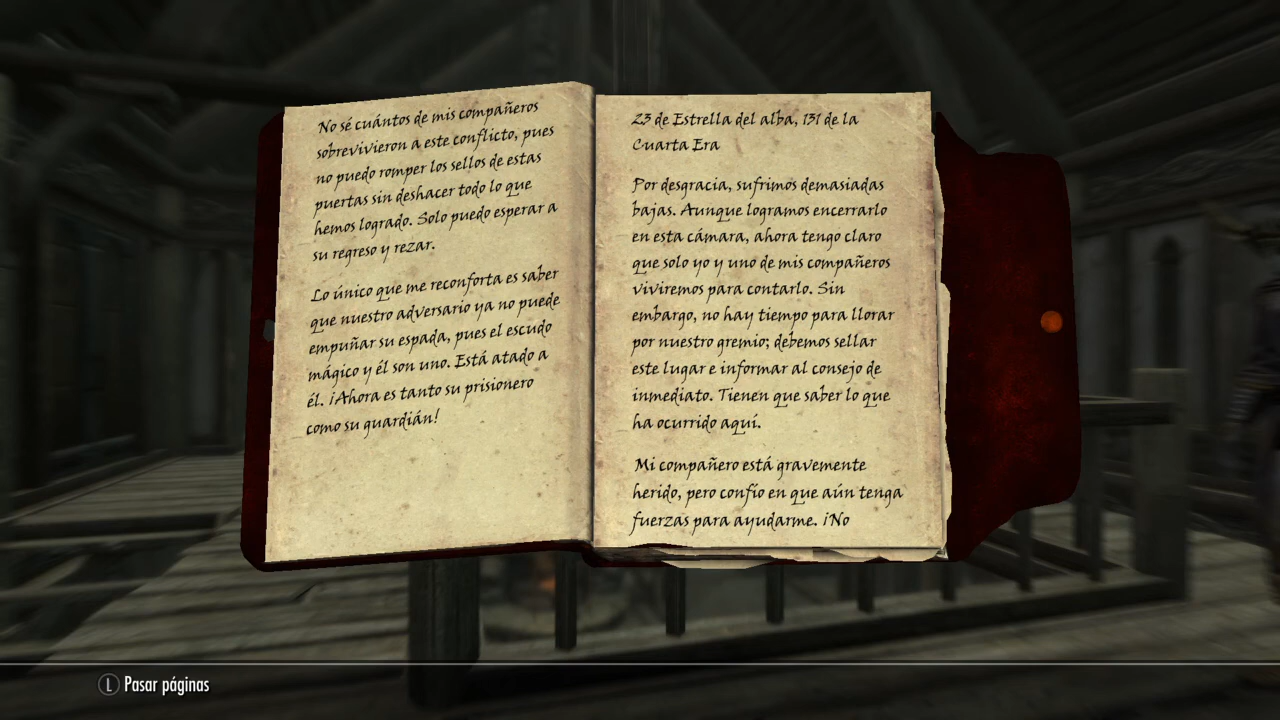 No sé cuántos de mis compañeros
sobrevivieron a este conflicto, pues
no puedo romper los sellos de estas
puertas sin deshacer todo lo que
hemos logrado. Solo puedo esperar a
su regreso y rezar.
Lo único que me reconforta es saber
que nuestro adversario ya no puede
empuñar su espada, pues el escudo
mágico y él son uno. Está atado a
él. ¡Ahora es tanto su prisionero
como su guardián!
23 de Estrella del alba, 131 de la
Cuarta Era
Por desgracia, sufrimos demasiadas
bajas. Aunque logramos encerrarlo
en esta cámara, ahora tengo claro
que solo yo y uno de mis compañeros
viviremos para contarlo. Sin
embargo, no hay tiempo para llorar
por nuestro gremio; debemos sellar
este lugar e informar al consejo de
inmediato. Tienen que saber lo que
ha ocurrido aquí.
Mi compañero está gravemente
herido, pero confío en que aún tenga
fuerzas para ayudarme. ¡No
L Pasar páginas